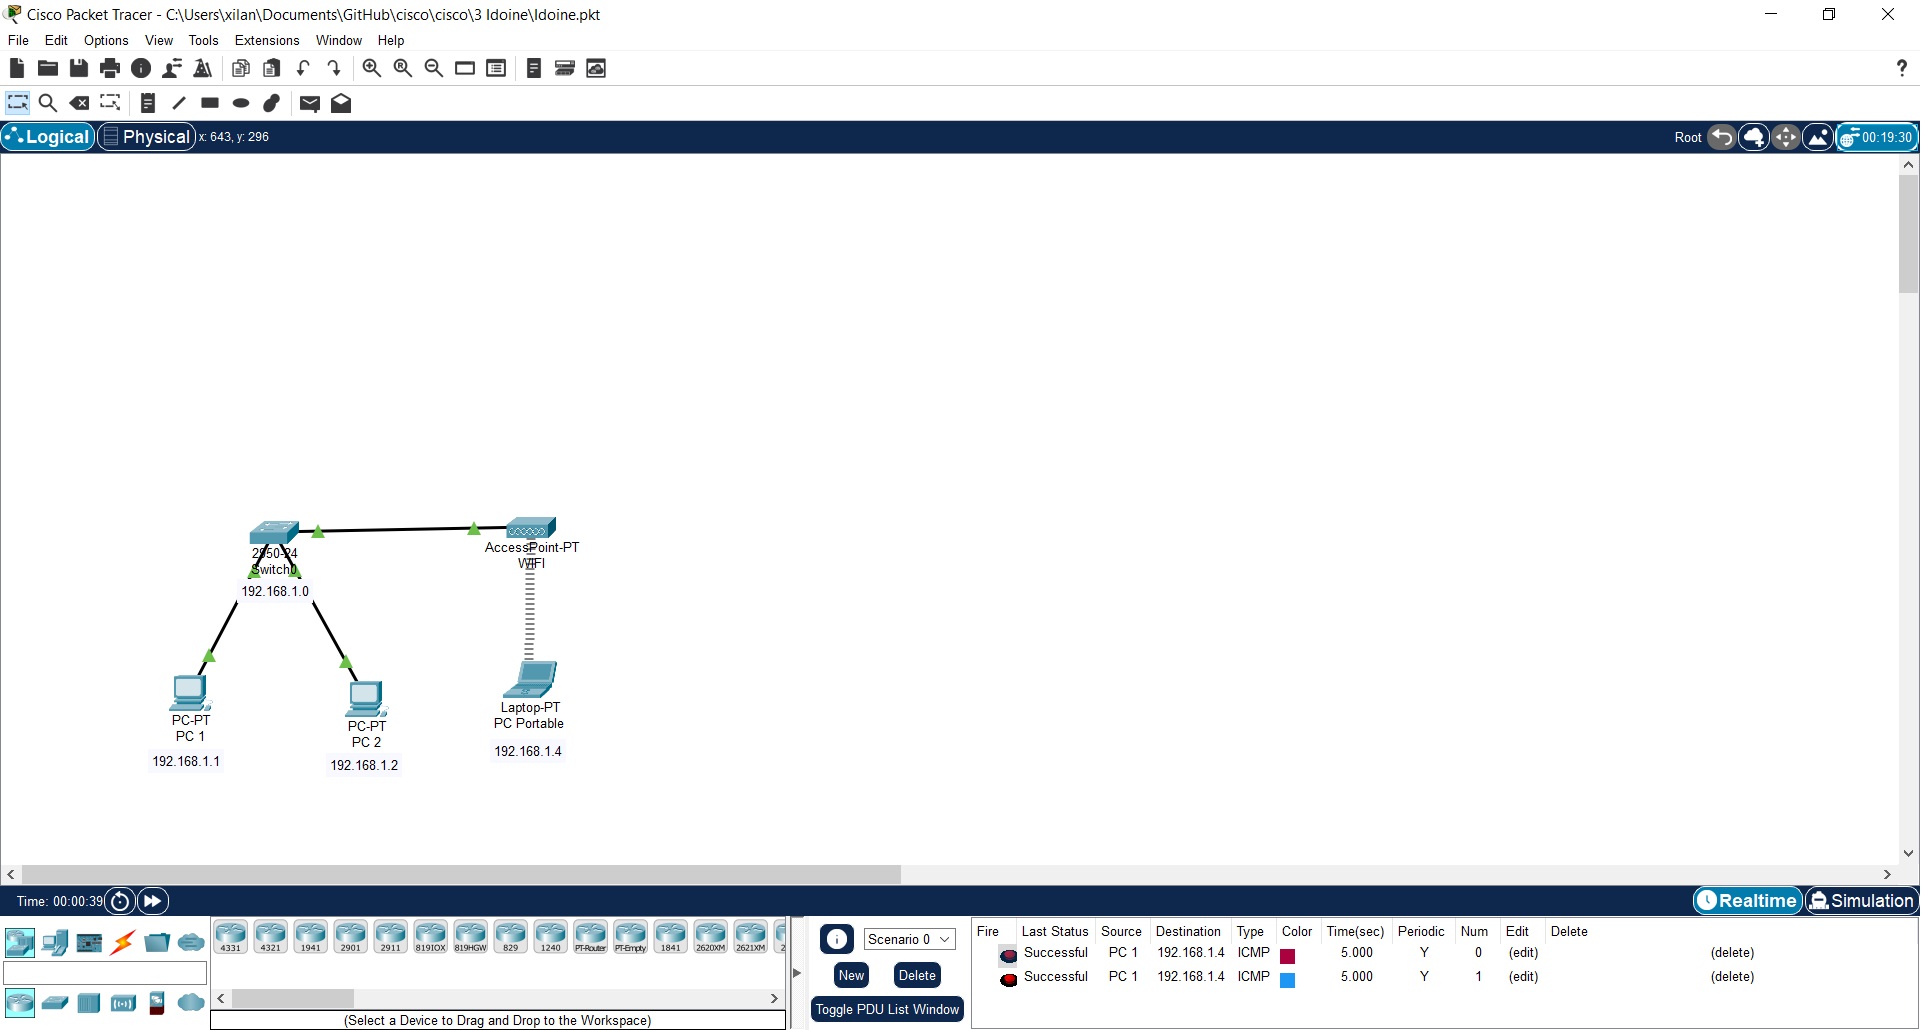 Cisco Packet Tracer - C:\Users\xilan\Documents\GitHub\cisco\cisco\3 Idoine\Idoine.pkt
File Edit Options View Tools Extensions Window Help
Logical Physical x: 643, y: 296 Root 00:19:30
2950-24
Switch0
192.168.1.0
AccessPoint-PT
WIFI
PC-PT
PC 1
192.168.1.1
PC-PT
PC 2
192.168.1.2
Laptop-PT
PC Portable
192.168.1.4
Time: 00:00:39 Realtime Simulation
4331 4321 1941 2901 2911 819IOX 819HGW 829 1240 PT-Router PT-Empty 1841 2620XM 2621XM 2
(Select a Device to Drag and Drop to the Workspace)
Scenario 0
New Delete
Toggle PDU List Window
Fire Last Status Source Destination Type Color Time(sec) Periodic Num Edit Delete
Successful PC 1 192.168.1.4 ICMP 5.000 Y 0 (edit) (delete)
Successful PC 1 192.168.1.4 ICMP 5.000 Y 1 (edit) (delete)